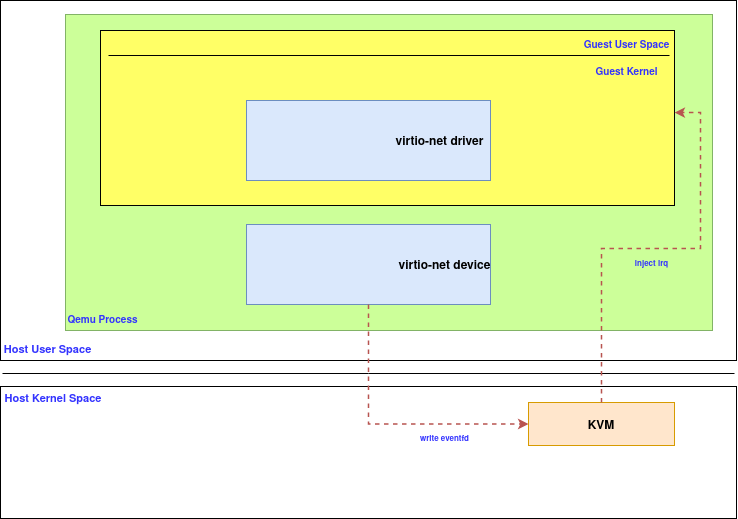 Guest User Space
Guest Kernel
virtio-net driver
virtio-net device
inject irq
Qemu Process
Host User Space
Host Kernel Space
KVM
write eventfd